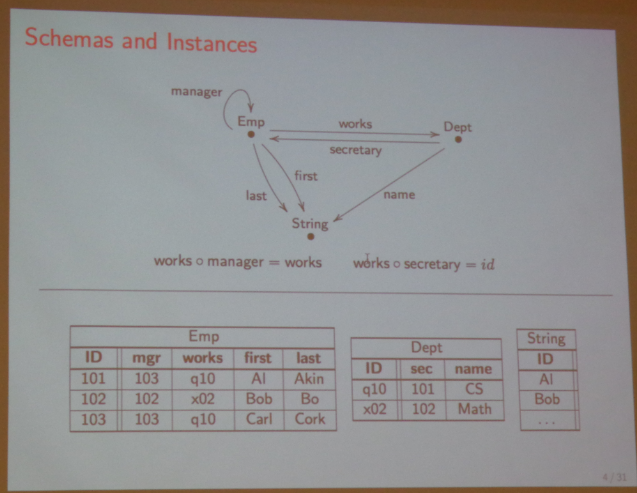 Schemas and Instances
manager
Emp
works
Dept
secretary
first
last
name
String
works ∘ manager = works
works ∘ secretary = id
Emp
ID mgr works first last
101 103 q10 Al Akin
102 102 x02 Bob Bo
103 103 q10 Carl Cork
Dept
ID sec name
q10 101 CS
x02 102 Math
String
ID
Al
Bob
...
4 / 31